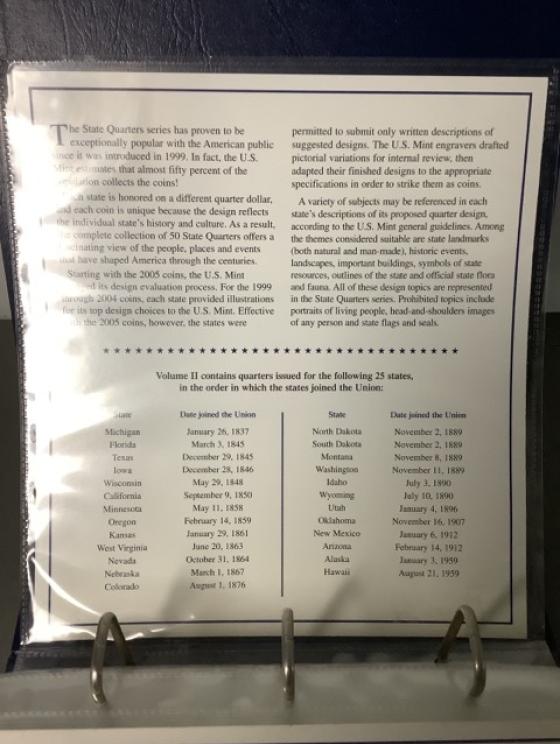 The State Quarters series has proven to be
exceptionally popular with the American public
since it was introduced in 1999. In fact, the U.S.
Mint estimates that almost fifty percent of the
population collects the coins!
Each state is honored on a different quarter dollar,
and each coin is unique because the design reflects
the individual state's history and culture. As a result,
complete collection of 50 State Quarters offers a
fascinating view of the people, places and events
that have shaped America through the centuries.
Starting with the 2005 coins, the U.S. Mint
its design evaluation process. For the 1999
through 2004 coins, each state provided illustrations
for its top design choices to the U.S. Mint. Effective
with the 2005 coins, however, the states were
permitted to submit only written descriptions of
suggested designs. The U.S. Mint engravers drafted
pictorial variations for internal review, then
adapted their finished designs to the appropriate
specifications in order to strike them as coins.
A variety of subjects may be referenced in each
state's descriptions of its proposed quarter design,
according to the U.S. Mint general guidelines. Among
the themes considered suitable are state landmarks
(both natural and man-made), historic events,
landscapes, important buildings, symbols of state
resources, outlines of the state and official state flora
and fauna. All of these design topics are represented
in the State Quarters series. Prohibited topics include
portraits of living people, head-and-shoulders images
of any person and state flags and seals.
Volume II contains quarters issued for the following 25 states,
in the order in which the states joined the Union:
State Date joined the Union
Michigan January 26, 1837
Florida March 3, 1845
Texas December 29, 1845
Iowa December 28, 1846
Wisconsin May 29, 1848
California September 9, 1850
Minnesota May 11, 1858
Oregon February 14, 1859
Kansas January 29, 1861
West Virginia June 20, 1863
Nevada October 31, 1864
Nebraska March 1, 1867
Colorado August 1, 1876
State Date joined the Union
North Dakota November 2, 1889
South Dakota November 2, 1889
Montana November 8, 1889
Washington November 11, 1889
Idaho July 3, 1890
Wyoming July 10, 1890
Utah January 4, 1896
Oklahoma November 16, 1907
New Mexico January 6, 1912
Arizona February 14, 1912
Alaska January 3, 1959
Hawaii August 21, 1959